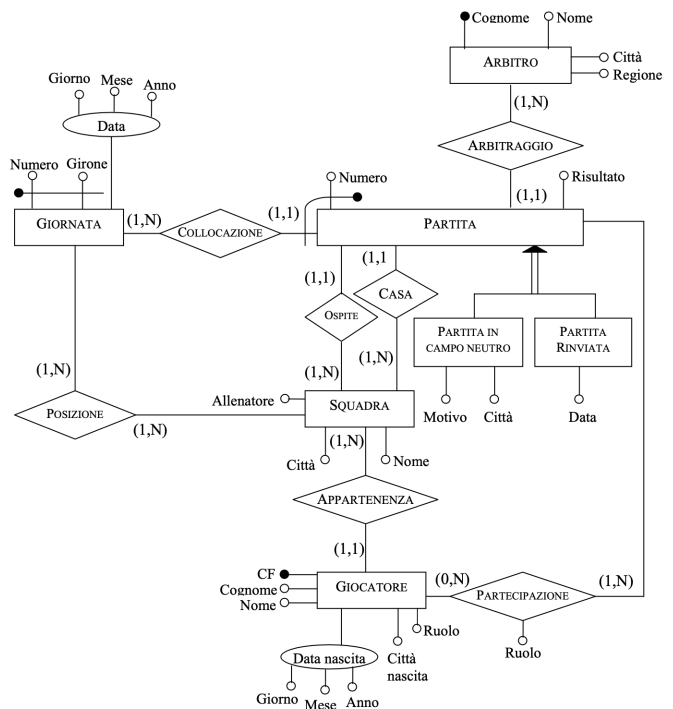 Cognome
Nome
ARBITRO
Città
Regione
(1,N)
Giorno
Mese
Anno
Data
ARBITRAGGIO
Numero
Girone
Numero
Risultato
(1,1)
GIORNATA
(1,N)
COLLOCAZIONE
(1,1)
PARTITA
(1,1)
(1,1
OSPITE
CASA
PARTITA IN
CAMPO NEUTRO
PARTITA
RINVIATA
(1,N)
(1,N)
(1,N)
Allenatore
SQUADRA
Motivo
Città
Data
POSIZIONE
(1,N)
(1,N)
Città
Nome
APPARTENENZA
(1,1)
CF
Cognome
Nome
GIOCATORE
(0,N)
PARTECIPAZIONE
(1,N)
Ruolo
Ruolo
Data nascita
Città
nascita
Giorno
Mese
Anno